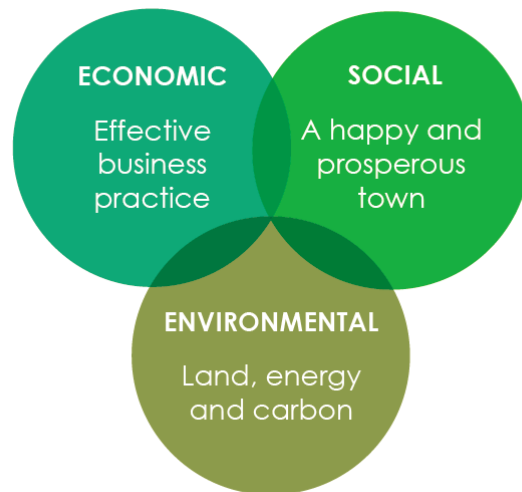 ECONOMIC
Effective
business
practice
SOCIAL
A happy and
prosperous
town
ENVIRONMENTAL
Land, energy
and carbon